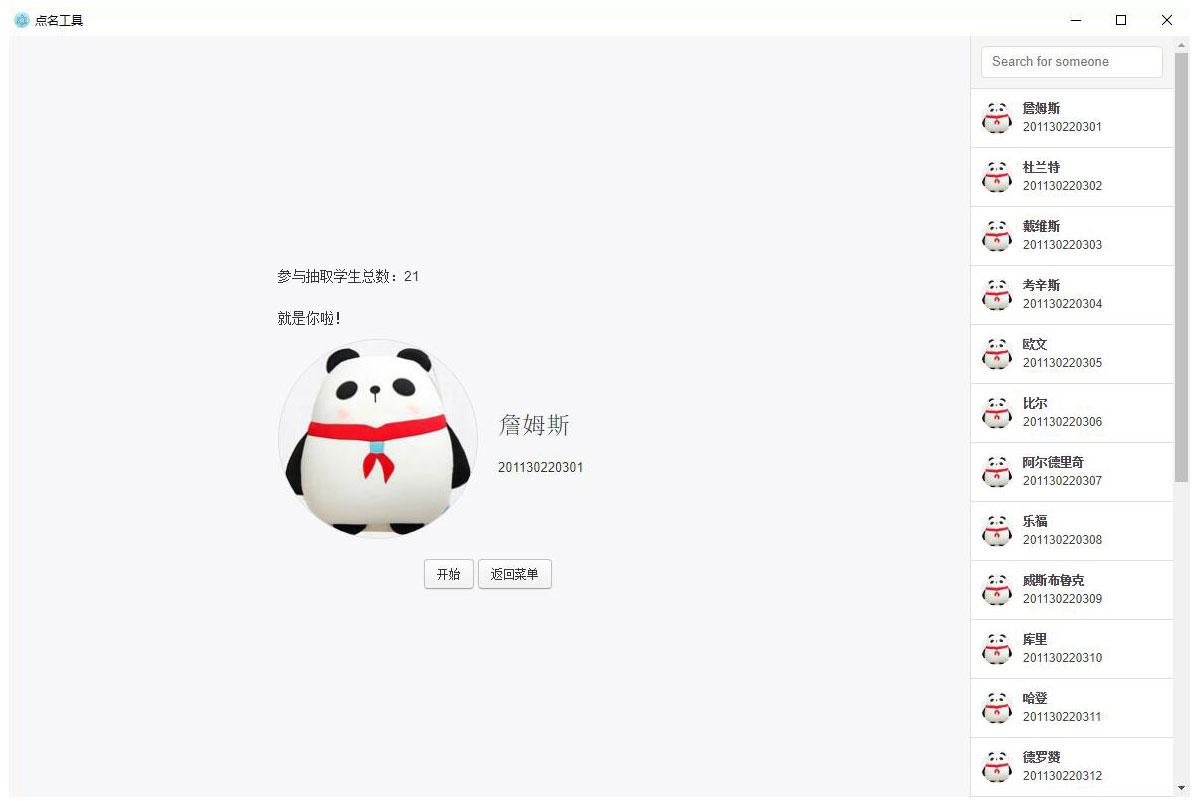 点名工具
参与抽取学生总数：21
就是你啦！
詹姆斯
201130220301
开始
返回菜单
Search for someone
詹姆斯
201130220301
杜兰特
201130220302
戴维斯
201130220303
考辛斯
201130220304
欧文
201130220305
比尔
201130220306
阿尔德里奇
201130220307
乐福
201130220308
威斯布鲁克
201130220309
库里
201130220310
哈登
201130220311
德罗赞
201130220312